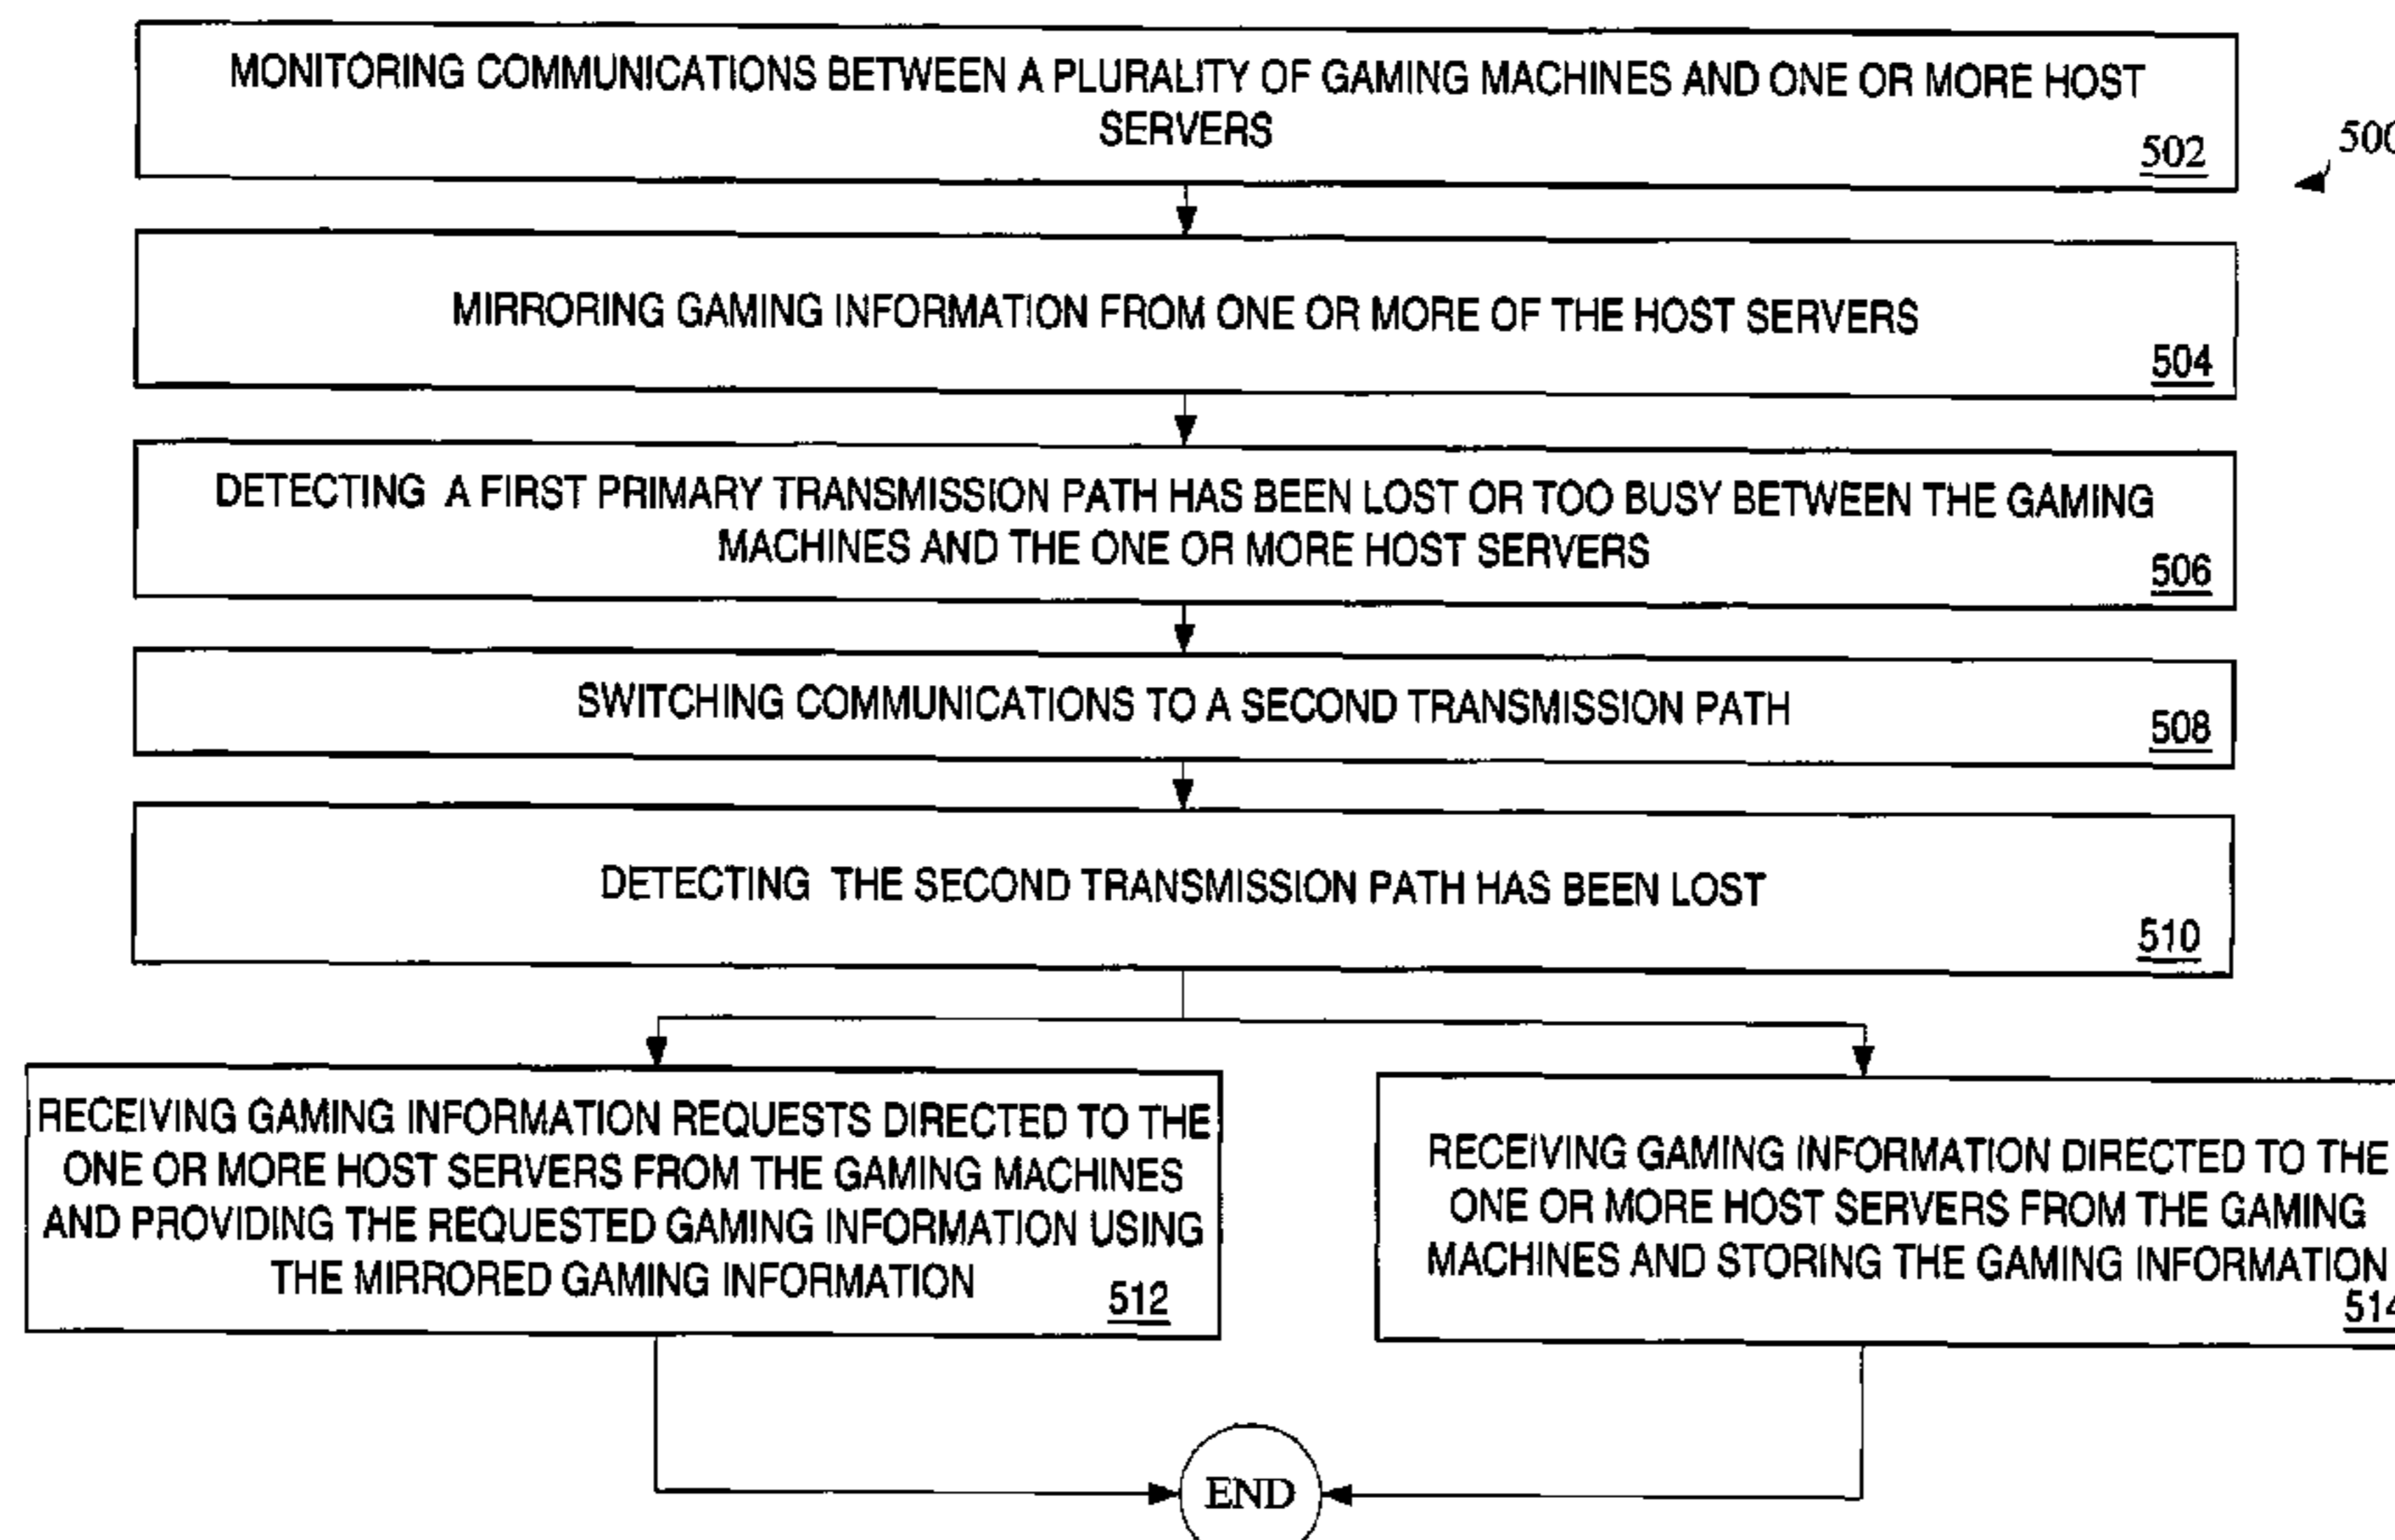 MONITORING COMMUNICATIONS BETWEEN A PLURALITY OF GAMING MACHINES AND ONE OR MORE HOST
SERVERS
502
500
MIRRORING GAMING INFORMATION FROM ONE OR MORE OF THE HOST SERVERS
504
DETECTING A FIRST PRIMARY TRANSMISSION PATH HAS BEEN LOST OR TOO BUSY BETWEEN THE GAMING
MACHINES AND THE ONE OR MORE HOST SERVERS
506
SWITCHING COMMUNICATIONS TO A SECOND TRANSMISSION PATH
508
DETECTING THE SECOND TRANSMISSION PATH HAS BEEN LOST
510
RECEIVING GAMING INFORMATION REQUESTS DIRECTED TO THE
ONE OR MORE HOST SERVERS FROM THE GAMING MACHINES
AND PROVIDING THE REQUESTED GAMING INFORMATION USING
THE MIRRORED GAMING INFORMATION
512
RECEIVING GAMING INFORMATION DIRECTED TO THE
ONE OR MORE HOST SERVERS FROM THE GAMING
MACHINES AND STORING THE GAMING INFORMATION
514
END